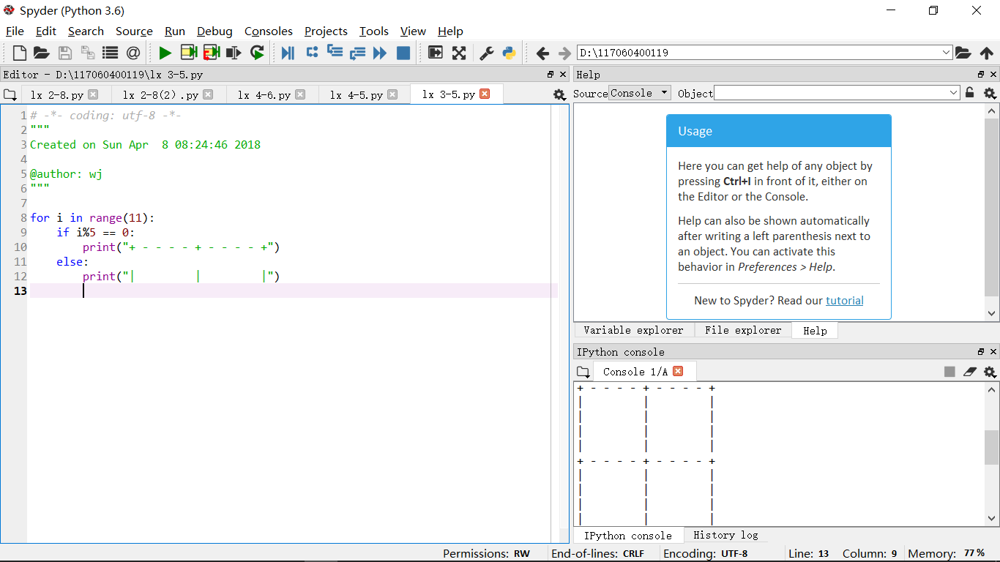 Spyder (Python 3.6)
File Edit Search Source Run Debug Consoles Projects Tools View Help
D:\117060400119
Editor - D:\117060400119\lx 3-5.py
lx 2-8.py lx 2-8(2) .py lx 4-6.py lx 4-5.py lx 3-5.py
1 # -*- coding: utf-8 -*-
2 """
3 Created on Sun Apr  8 08:24:46 2018
4
5 @author: wj
6 """
7
8 for i in range(11):
9     if i%5 == 0:
10         print("+ - - - - + - - - - +")
11     else:
12         print("|         |         |")
13
Help
Source Console Object
Usage
Here you can get help of any object by
pressing Ctrl+I in front of it, either on
the Editor or the Console.
Help can also be shown automatically
after writing a left parenthesis next to
an object. You can activate this
behavior in Preferences > Help.
New to Spyder? Read our tutorial
Variable explorer File explorer Help
IPython console
Console 1/A
+ - - - - + - - - - +
|         |         |
|         |         |
|         |         |
|         |         |
+ - - - - + - - - - +
|         |         |
|         |         |
|         |         |
|         |         |
IPython console History log
Permissions: RW End-of-lines: CRLF Encoding: UTF-8 Line: 13 Column: 9 Memory: 77 %